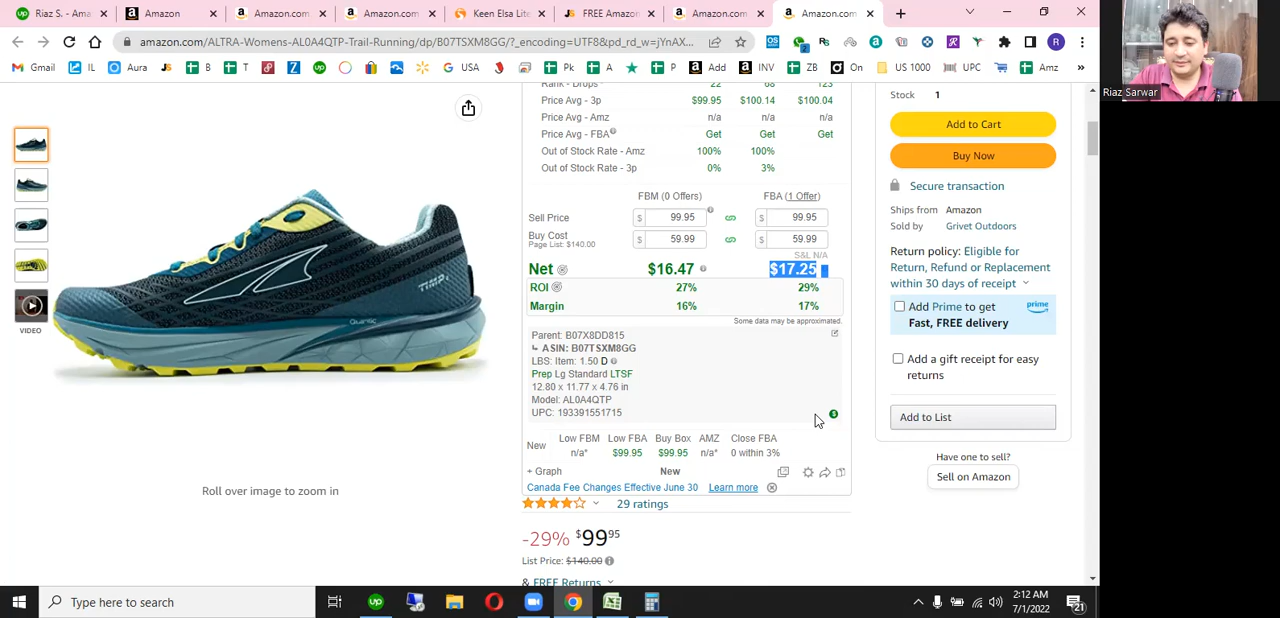 Riaz S. - Ama
Amazon
Amazon.com
Amazon.com
Keen Elsa Lite
FREE Amazon
Amazon.com
Amazon.com
amazon.com/ALTRA-Womens-AL0A4QTP-Trail-Running/dp/B07TSXM8GG/?_encoding=UTF8&pd_rd_w=jYnAX...
Gmail IL Aura B T USA Pk A P Add INV ZB On US 1000 UPC Amz »
Riaz Sarwar
Rank - Drops 22 68 123
Price Avg - 3p $99.95 $100.14 $100.04
Price Avg - Amz n/a n/a n/a
Price Avg - FBA Get Get Get
Out of Stock Rate - Amz 100% 100%
Out of Stock Rate - 3p 0% 3%
FBM (0 Offers) FBA (1 Offer)
Sell Price $ 99.95 $ 99.95
Buy Cost $ 59.99 $ 59.99
Page List: $140.00
S&L N/A
Net $16.47 $17.25
ROI 27% 29%
Margin 16% 17%
Some data may be approximated.
Parent: B07X8DD815
↳ ASIN: B07TSXM8GG
LBS: Item: 1.50 D
Prep Lg Standard LTSF
12.80 x 11.77 x 4.76 in
Model: AL0A4QTP
UPC: 193391551715
Low FBM Low FBA Buy Box AMZ Close FBA
New n/a* $99.95 $99.95 n/a* 0 within 3%
+ Graph New
Canada Fee Changes Effective June 30 Learn more
29 ratings
-29% $99 95
List Price: $140.00
& FREE Returns
VIDEO
Roll over image to zoom in
Stock 1
Add to Cart
Buy Now
Secure transaction
Ships from Amazon
Sold by Grivet Outdoors
Return policy: Eligible for
Return, Refund or Replacement
within 30 days of receipt
Add Prime to get
Fast, FREE delivery
prime
Add a gift receipt for easy
returns
Add to List
Have one to sell?
Sell on Amazon
Type here to search
2:12 AM
7/1/2022
21